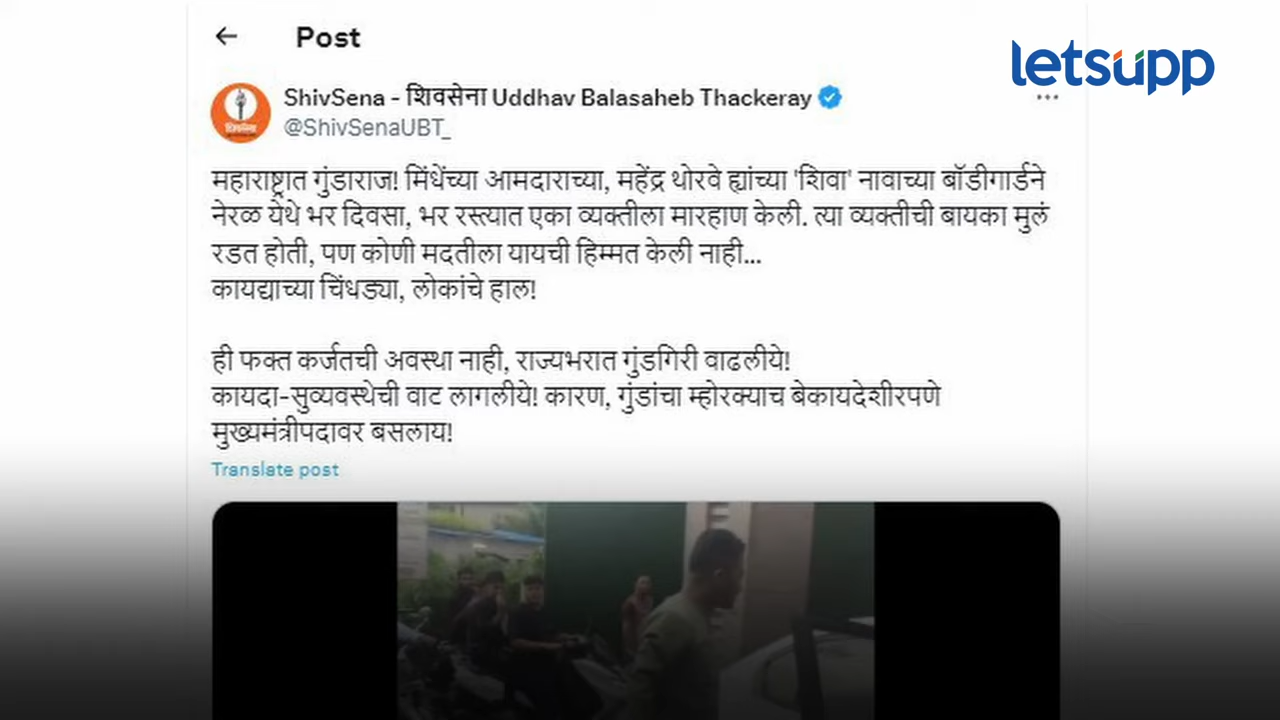 Post
letsupp
ShivSena - शिवसेना Uddhav Balasaheb Thackeray
@ShivSenaUBT_
महाराष्ट्रात गुंडाराज! मिंधेंच्या आमदाराच्या, महेंद्र थोरवे ह्यांच्या 'शिवा' नावाच्या बॉडीगार्डने
नेरळ येथे भर दिवसा, भर रस्त्यात एका व्यक्तीला मारहाण केली. त्या व्यक्तीची बायका मुलं
रडत होती, पण कोणी मदतीला यायची हिम्मत केली नाही...
कायद्याच्या चिंधड्या, लोकांचे हाल!
ही फक्त कर्जतची अवस्था नाही, राज्यभरात गुंडगिरी वाढलीये!
कायदा-सुव्यवस्थेची वाट लागलीये! कारण, गुंडांचा म्होरक्याच बेकायदेशीरपणे
मुख्यमंत्रीपदावर बसलाय!
Translate post